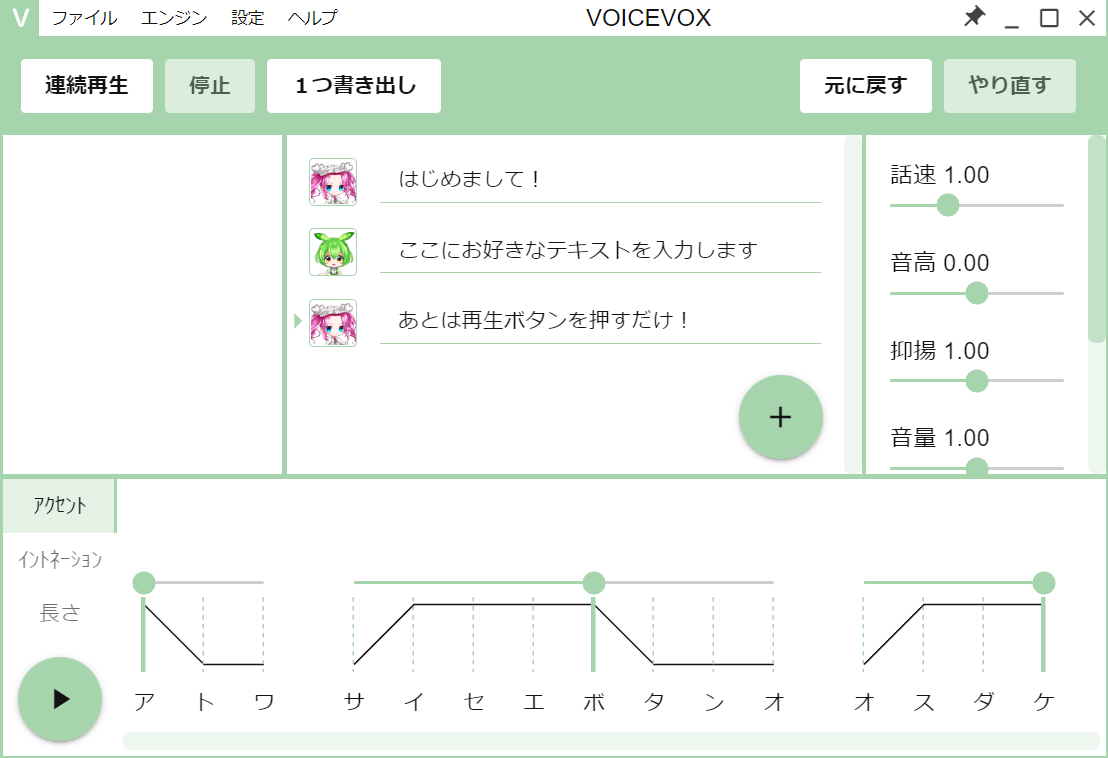 V ファイル エンジン 設定 ヘルプ VOICEVOX
連続再生 停止 1つ書き出し 元に戻す やり直す
はじめまして！
ここにお好きなテキストを入力します
あとは再生ボタンを押すだけ！
+
話速 1.00
音高 0.00
抑揚 1.00
音量 1.00
アクセント
イントネーション
長さ
ア ト ワ サ イ セ エ ボ タ ン オ オ ス ダ ケ